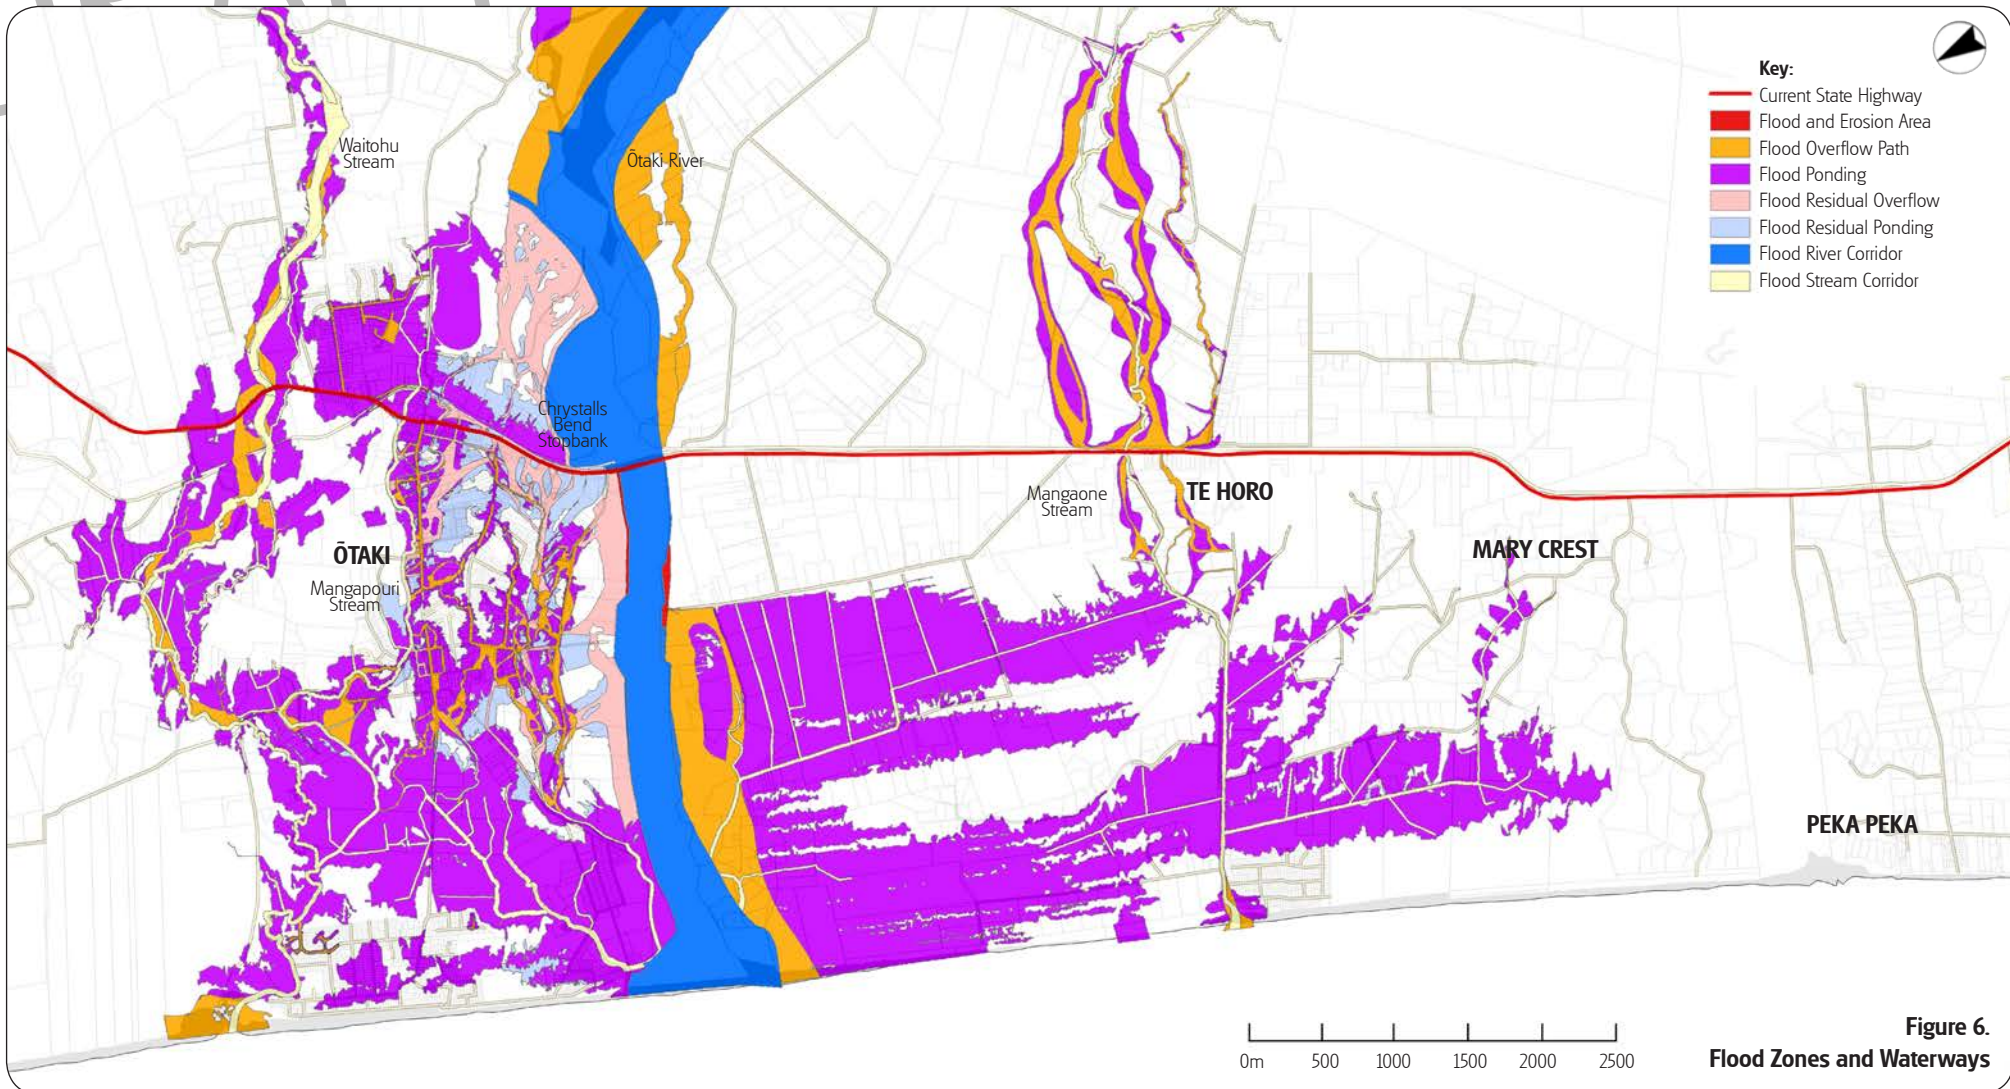 Key:
Current State Highway
Flood and Erosion Area
Flood Overflow Path
Flood Ponding
Flood Residual Overflow
Flood Residual Ponding
Flood River Corridor
Flood Stream Corridor
Waitohu
Stream
Ōtaki River
Chrystalls
Bend
Stopbank
Mangaone
Stream
TE HORO
MARY CREST
ŌTAKI
Mangapouri
Stream
PEKA PEKA
0m 500 1000 1500 2000 2500
Figure 6.
Flood Zones and Waterways